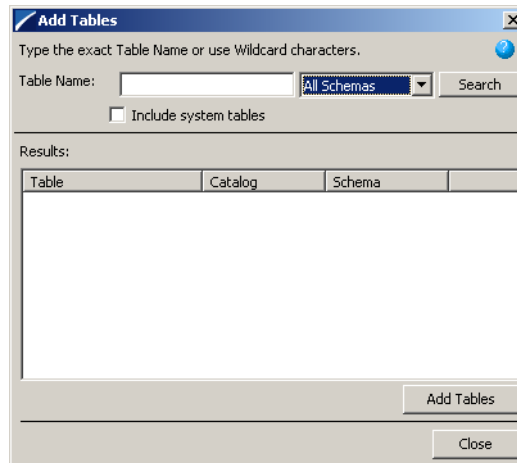 Add Tables
Type the exact Table Name or use Wildcard characters.
Table Name: All Schemas Search
Include system tables
Results:
Table Catalog Schema
Add Tables
Close